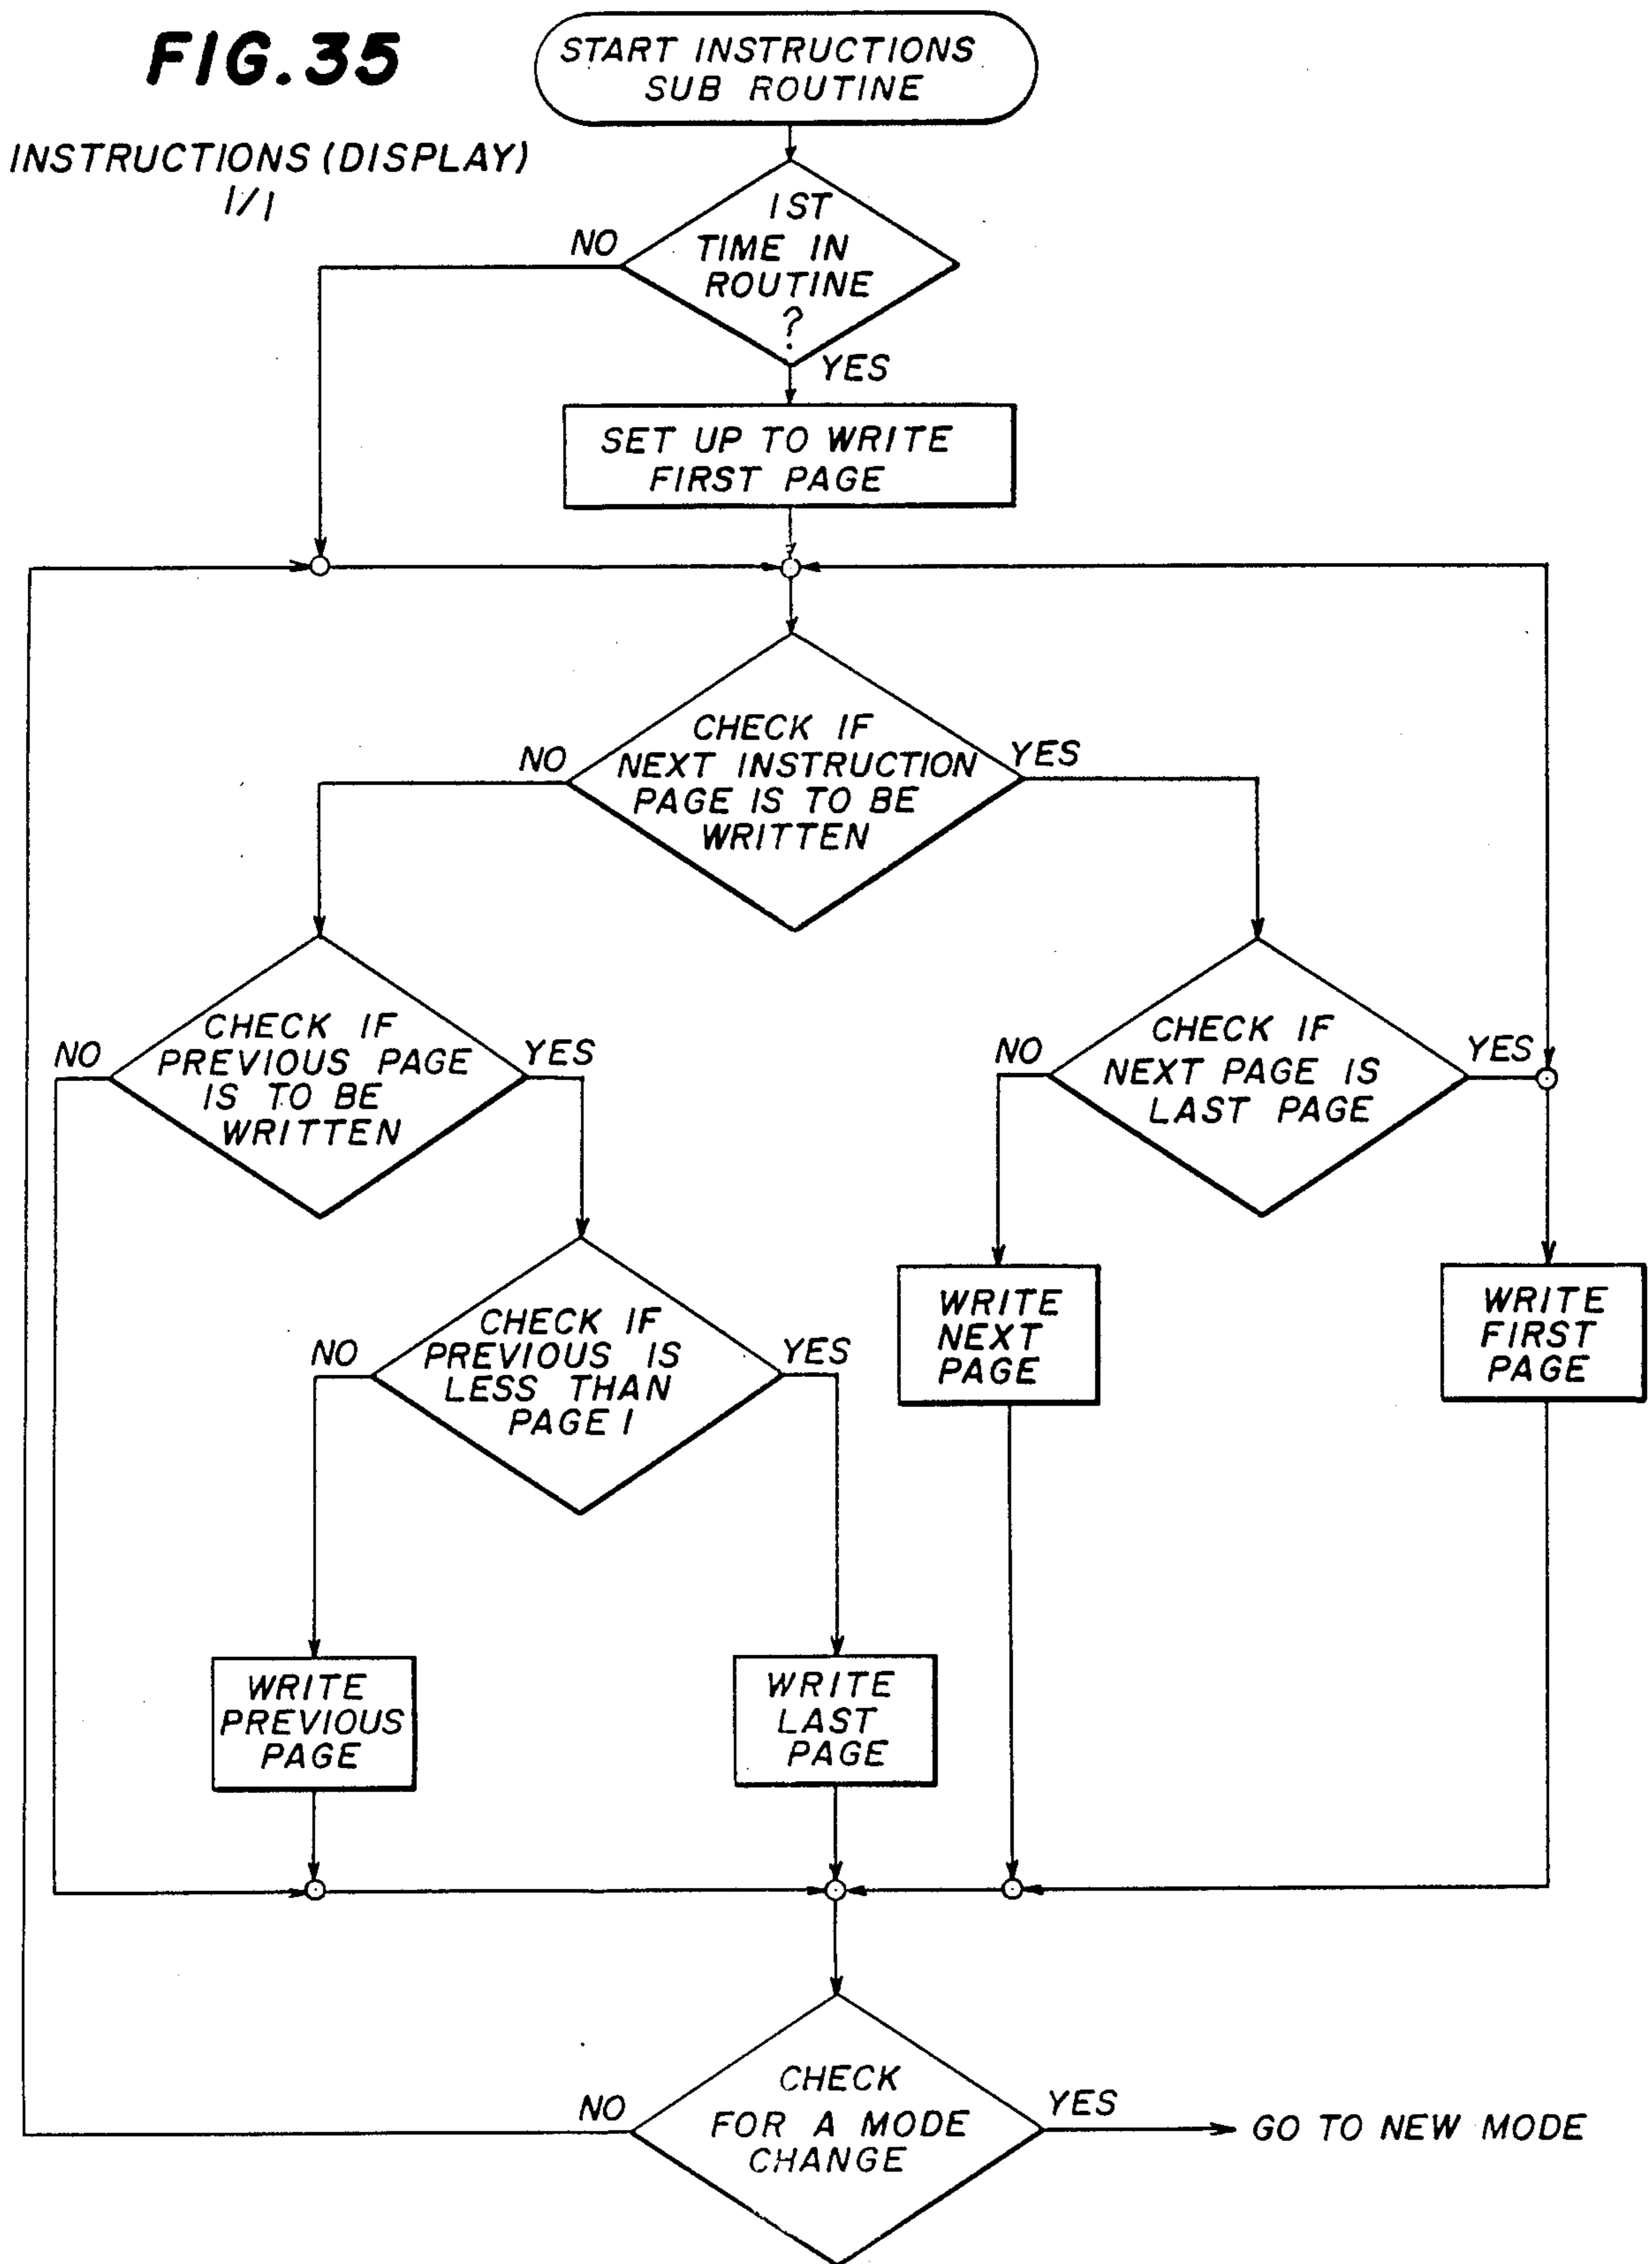 FIG.35
INSTRUCTIONS (DISPLAY)
1/1
START INSTRUCTIONS
SUB ROUTINE
1ST
TIME IN
ROUTINE
?
NO
YES
SET UP TO WRITE
FIRST PAGE
CHECK IF
NEXT INSTRUCTION
PAGE IS TO BE
WRITTEN
NO
YES
CHECK IF
PREVIOUS PAGE
IS TO BE
WRITTEN
NO
YES
CHECK IF
NEXT PAGE IS
LAST PAGE
NO
YES
CHECK IF
PREVIOUS IS
LESS THAN
PAGE 1
NO
YES
WRITE
NEXT
PAGE
WRITE
FIRST
PAGE
WRITE
PREVIOUS
PAGE
WRITE
LAST
PAGE
CHECK
FOR A MODE
CHANGE
NO
YES
GO TO NEW MODE